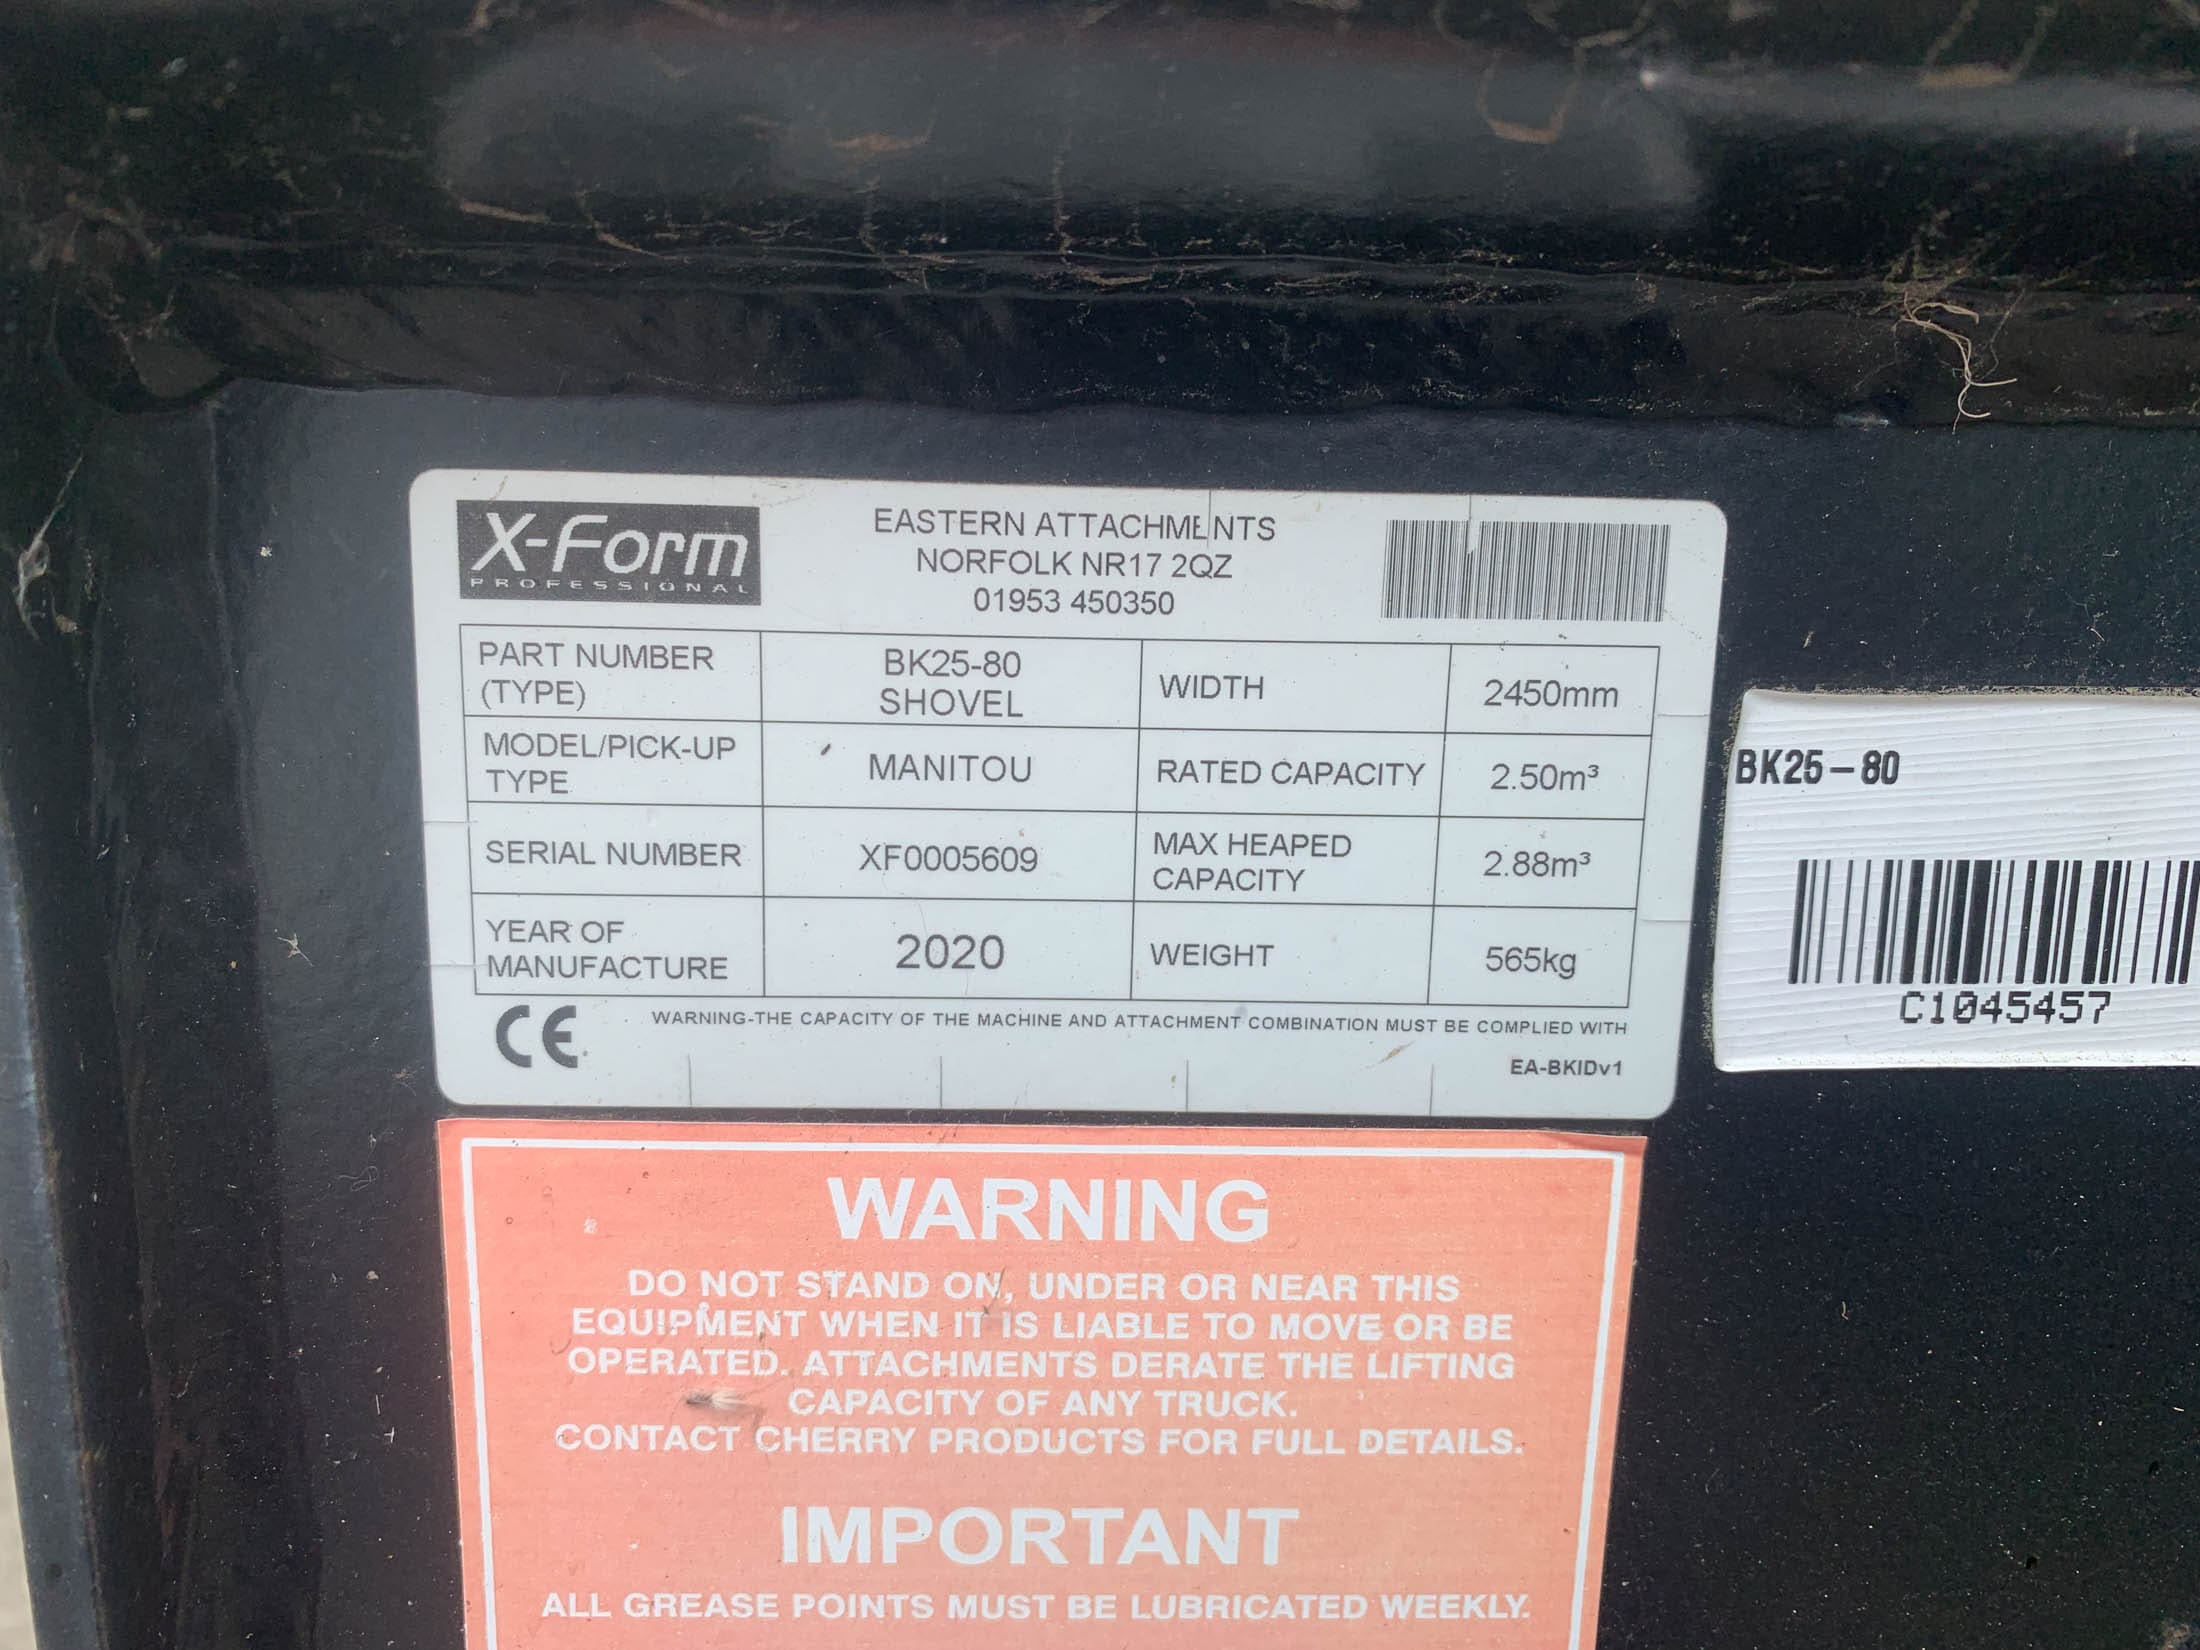 X-Form
PROFESSIONAL
EASTERN ATTACHMENTS
NORFOLK NR17 2QZ
01953 450350
PART NUMBER
(TYPE)
BK25-80
SHOVEL
WIDTH
2450mm
MODEL/PICK-UP
TYPE
MANITOU
RATED CAPACITY
2.50m³
SERIAL NUMBER
XF0005609
MAX HEAPED
CAPACITY
2.88m³
YEAR OF
MANUFACTURE
2020
WEIGHT
565kg
CE
WARNING-THE CAPACITY OF THE MACHINE AND ATTACHMENT COMBINATION MUST BE COMPLIED WITH
EA-BKIDv1
BK25-80
C1045457
WARNING
DO NOT STAND ON, UNDER OR NEAR THIS
EQUIPMENT WHEN IT IS LIABLE TO MOVE OR BE
OPERATED. ATTACHMENTS DERATE THE LIFTING
CAPACITY OF ANY TRUCK.
CONTACT CHERRY PRODUCTS FOR FULL DETAILS.
IMPORTANT
ALL GREASE POINTS MUST BE LUBRICATED WEEKLY.